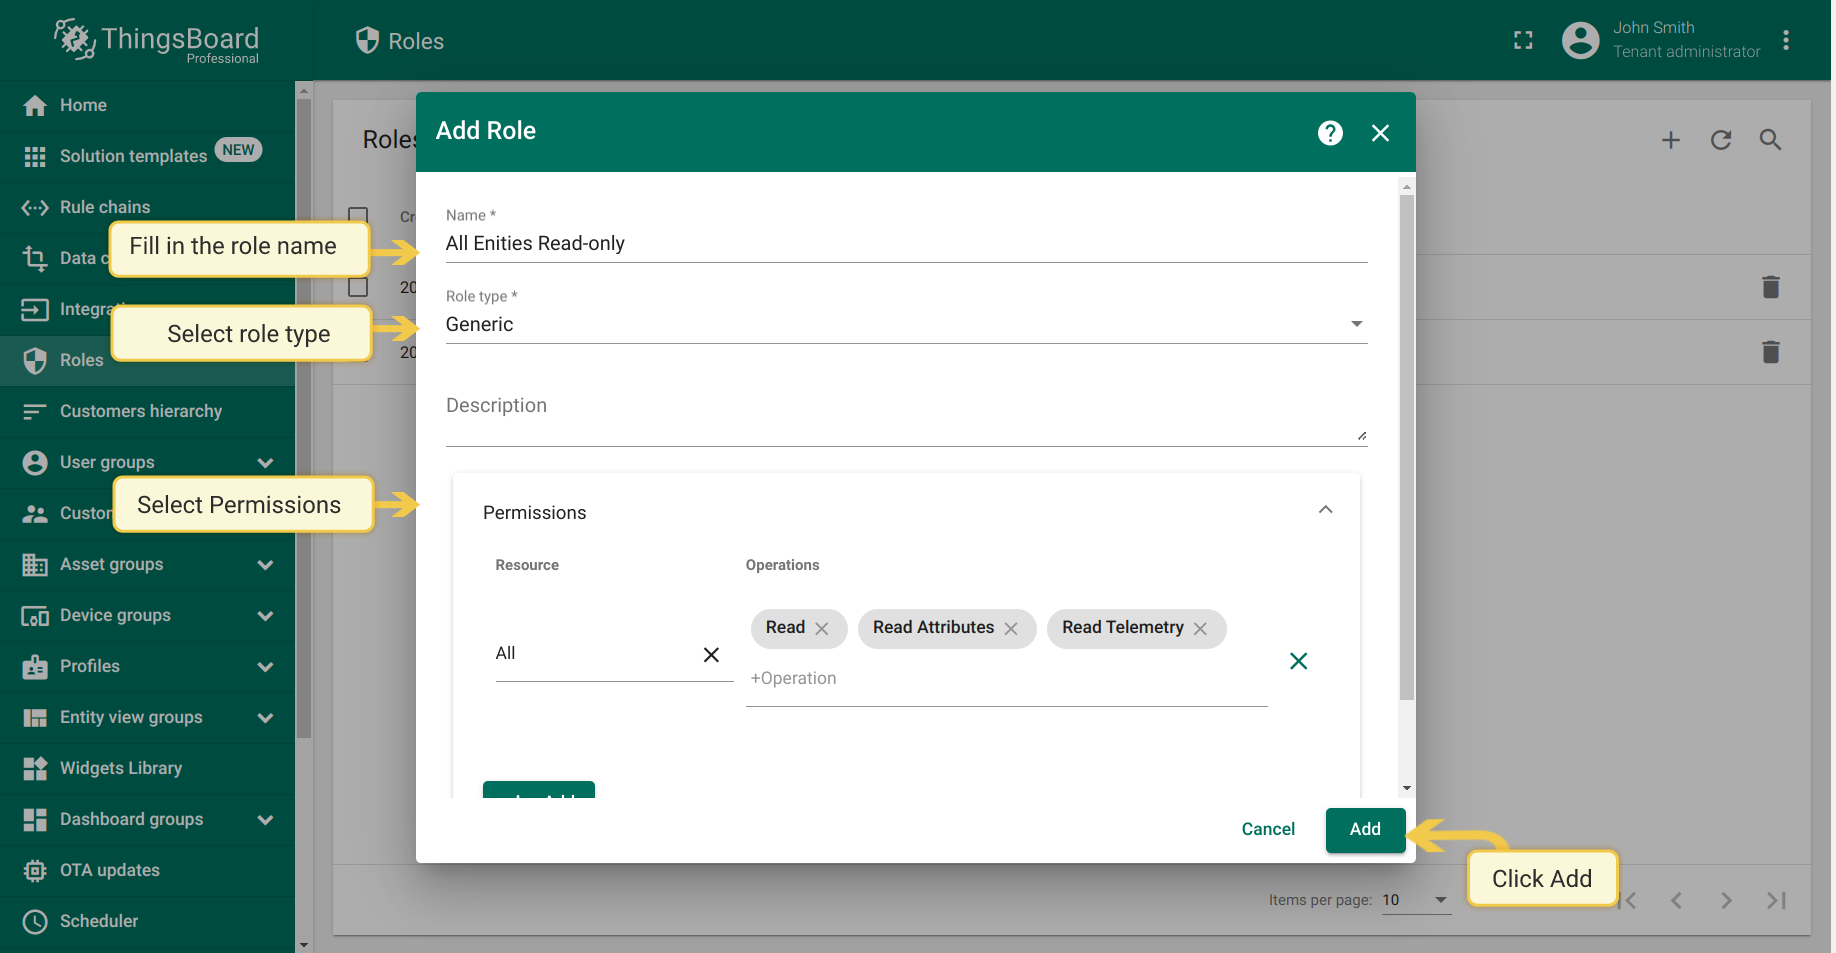 ThingsBoard
Professional
Roles
John Smith
Tenant administrator
Home
Solution templates NEW
Rule chains
Data c
Integrati
Roles
Customers hierarchy
User groups
Custon
Asset groups
Device groups
Profiles
Entity view groups
Widgets Library
Dashboard groups
OTA updates
Scheduler
Roles
Cr
20
20
Fill in the role name
Select role type
Select Permissions
Add Role
Name *
All Enities Read-only
Role type *
Generic
Description
Permissions
Resource Operations
Read Read Attributes Read Telemetry
All
+Operation
+ Add
Cancel Add
Click Add
Items per page: 10